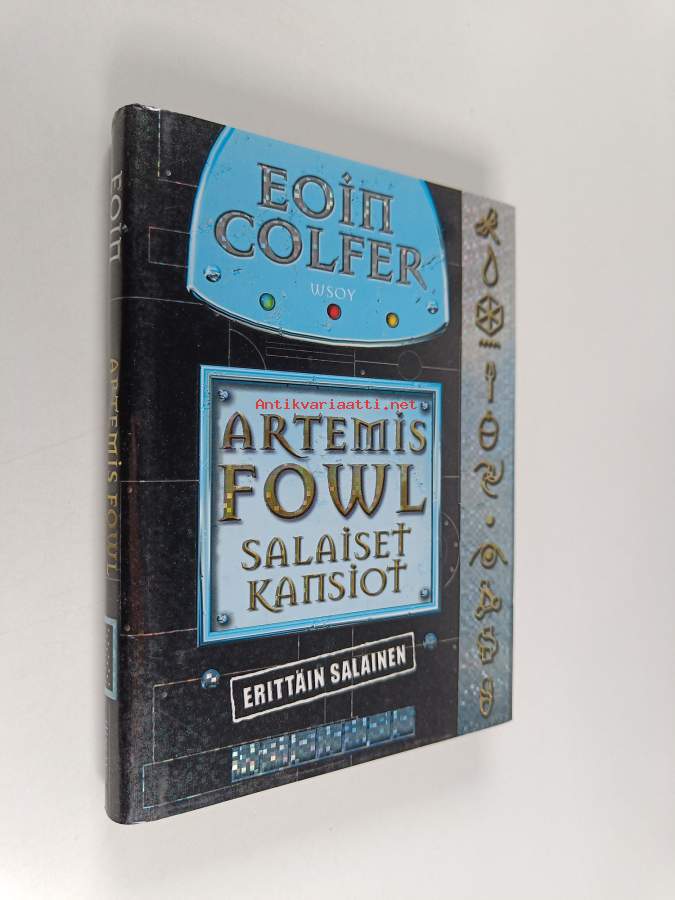 EOIN
COLFER
WSOY
Antikvariaatti.net
ARTEMIS
FOWL
SALAISET
KANSIOT
ERITTÄIN SALAINEN
EOIN
ARTEMIS FOWL